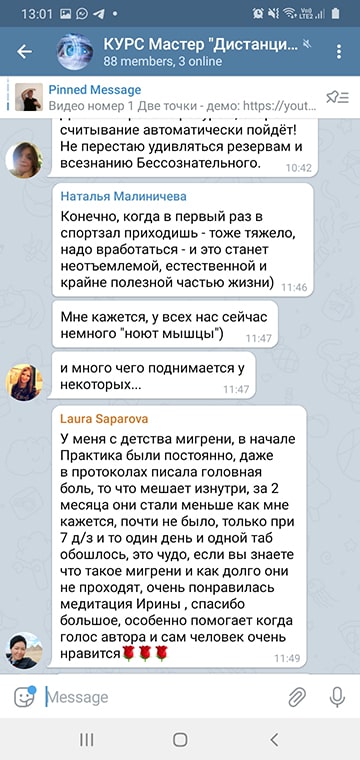 13:01
LTE2
КУРС Мастер "Дистанци...
88 members, 3 online
Pinned Message
Видео номер 1 Две точки - демо: https://yout...
считывание автоматически пойдёт!
Не перестаю удивляться резервам и
всезнанию Бессознательного.
10:42
Наталья Малиничева
Конечно, когда в первый раз в
спортзал приходишь - тоже тяжело,
надо вработаться - и это станет
неотъемлемой, естественной и
крайне полезной частью жизни)
11:46
Мне кажется, у всех нас сейчас
немного "ноют мышцы")
11:47
и много чего поднимается у
некоторых...
11:47
Laura Saparova
У меня с детства мигрени, в начале
Практика были постоянно, даже
в протоколах писала головная
боль, то что мешает изнутри, за 2
месяца они стали меньше как мне
кажется, почти не было, только при
7 д/з и то один день и одной таб
обошлось, это чудо, если вы знаете
что такое мигрени и как долго они
не проходят, очень понравилась
медитация Ирины , спасибо
большое, особенно помогает когда
голос автора и сам человек очень
нравится🌹🌹🌹
11:49
Message